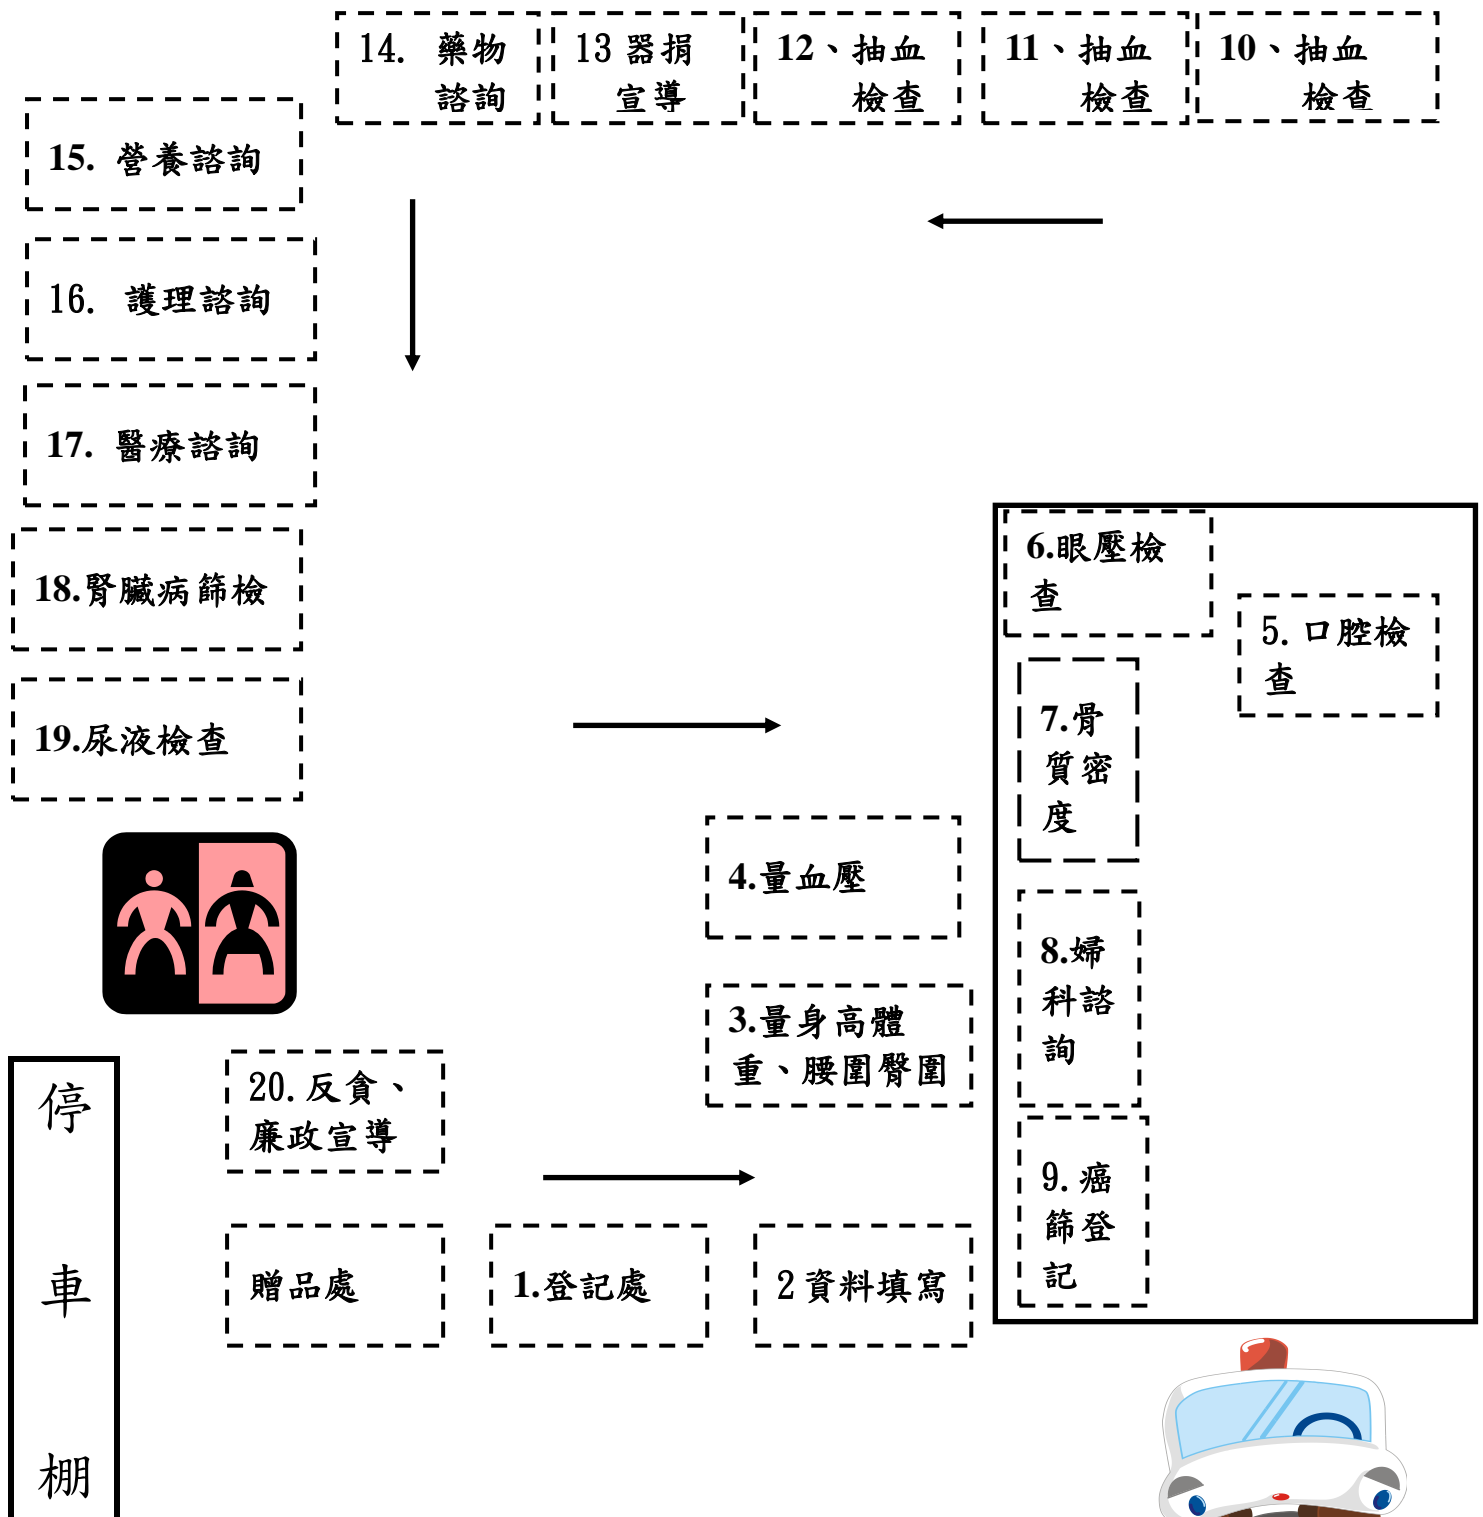 14. 藥物
諮詢
13 器捐
宣導
12、抽血
檢查
11、抽血
檢查
10、抽血
檢查
15. 營養諮詢
16. 護理諮詢
17. 醫療諮詢
18.腎臟病篩檢
19.尿液檢查
6.眼壓檢
查
5. 口腔檢
查
7.骨
質密
度
4.量血壓
8.婦
科諮
詢
3.量身高體
重、腰圍臀圍
20. 反貪、
廉政宣導
9. 癌
篩登
記
贈品處
1.登記處
2 資料填寫
停
車
棚